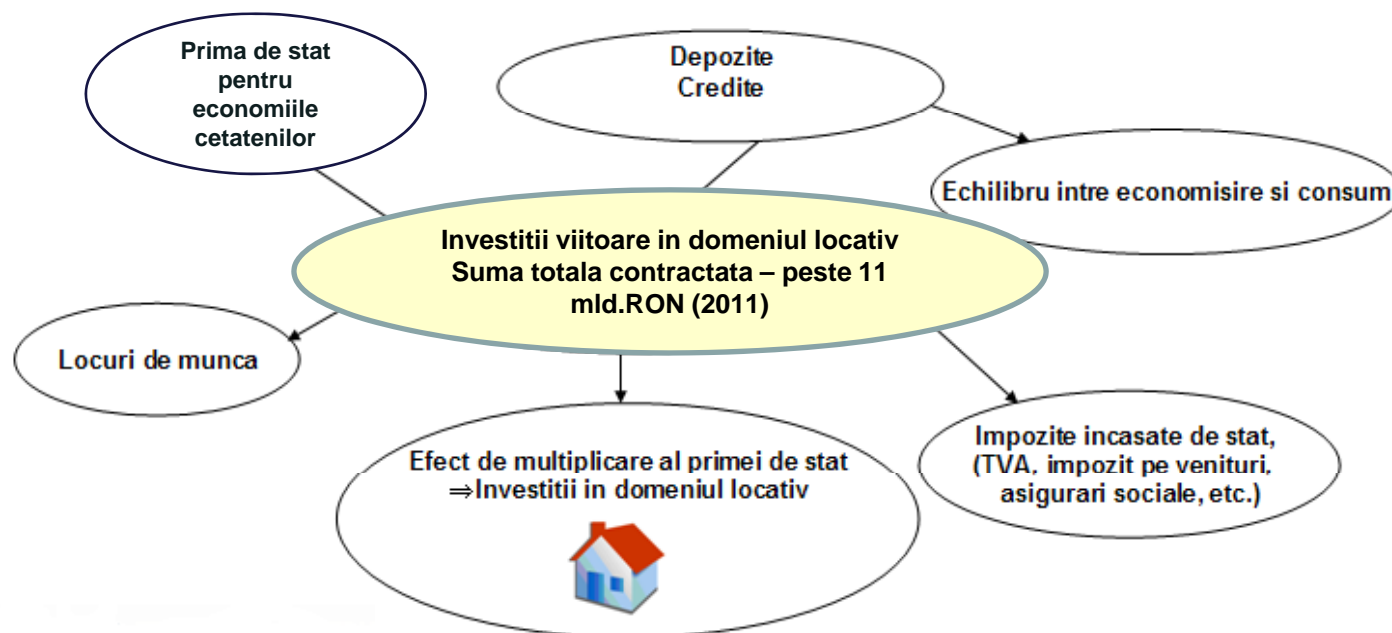 Prima de stat
pentru
economiile
cetatenilor
Depozite
Credite
Echilibru intre economisire si consum
Investitii viitoare in domeniul locativ
Suma totala contractata – peste 11
mld.RON (2011)
Locuri de munca
Efect de multiplicare al primei de stat
⇒Investitii in domeniul locativ
Impozite incasate de stat,
(TVA, impozit pe venituri,
asigurari sociale, etc.)